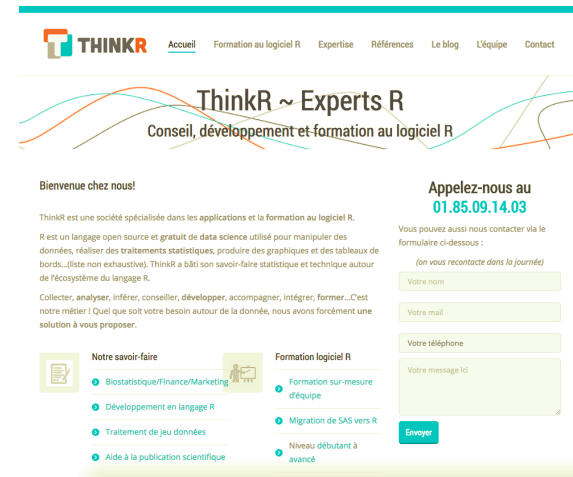 THINKR
Accueil Formation au logiciel R Expertise Références Le blog L'équipe Contact
ThinkR ~ Experts R
Conseil, développement et formation au logiciel R
Bienvenue chez nous!
ThinkR est une société spécialisée dans les applications et la formation au logiciel R.
R est un langage open source et gratuit de data science utilisé pour manipuler des
données, réaliser des traitements statistiques, produire des graphiques et des tableaux de
bords...(liste non exhaustive). ThinkR a bâti son savoir-faire statistique et technique autour
de l'écosystème du langage R.
Collecter, analyser, inférer, conseiller, développer, accompagner, intégrer, former...C'est
notre métier ! Quel que soit votre besoin autour de la donnée, nous avons forcément une
solution à vous proposer.
Notre savoir-faire
Biostatistique/Finance/Marketing
Développement en langage R
Traitement de jeu données
Aide à la publication scientifique
Formation logiciel R
Formation sur-mesure
d'équipe
Migration de SAS vers R
Niveau débutant à
avancé
Appelez-nous au
01.85.09.14.03
Vous pouvez aussi nous contacter via le
formulaire ci-dessous :
(on vous recontacte dans la journée)
Votre nom
Votre mail
Votre téléphone
Votre message ici
Envoyer